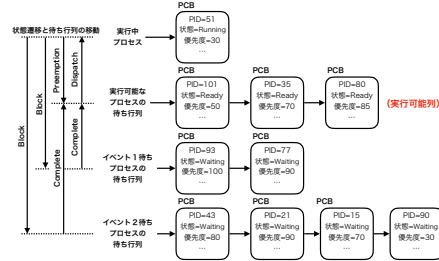 PCB
状態遷移と待ち行列の移動
実行中
プロセス
PID=51
状態=Running
優先度=30
...
Block
Block
Preemption
Dispatch
Complete
Complete
PCB
PCB
PCB
実行可能な
プロセスの
待ち行列
PID=101
状態=Ready
優先度=50
...
PID=35
状態=Ready
優先度=70
...
PID=80
状態=Ready
優先度=85
...
(実行可能列)
PCB
PCB
イベント1待ち
プロセスの
待ち行列
PID=93
状態=Waiting
優先度=100
...
PID=77
状態=Waiting
優先度=90
...
PCB
PCB
PCB
イベント2待ち
プロセスの
待ち行列
PID=43
状態=Waiting
優先度=80
...
PID=21
状態=Waiting
優先度=90
...
PID=15
状態=Waiting
優先度=70
...
PID=90
状態=Waiting
優先度=30
...